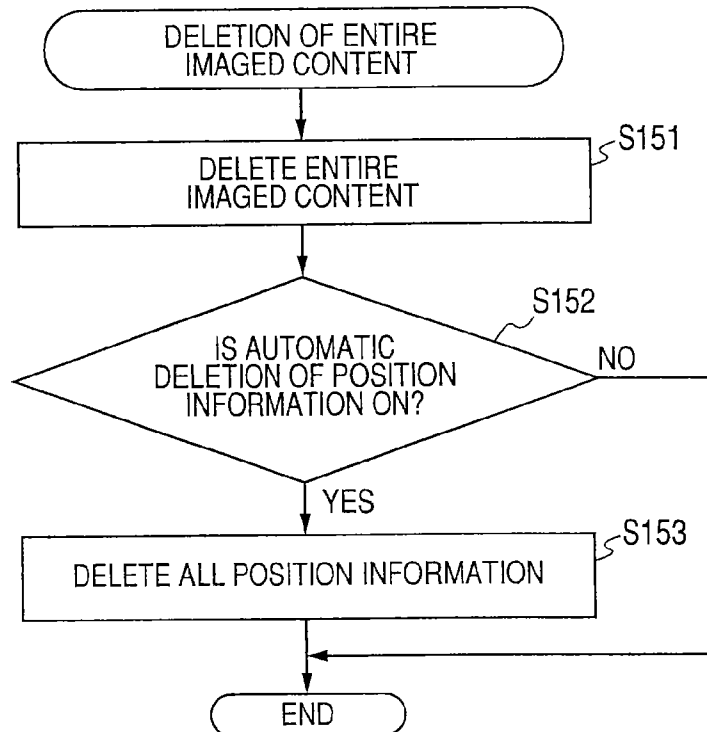 DELETION OF ENTIRE
IMAGED CONTENT
S151
DELETE ENTIRE
IMAGED CONTENT
S152
IS AUTOMATIC
DELETION OF POSITION
INFORMATION ON?
NO
YES
S153
DELETE ALL POSITION INFORMATION
END